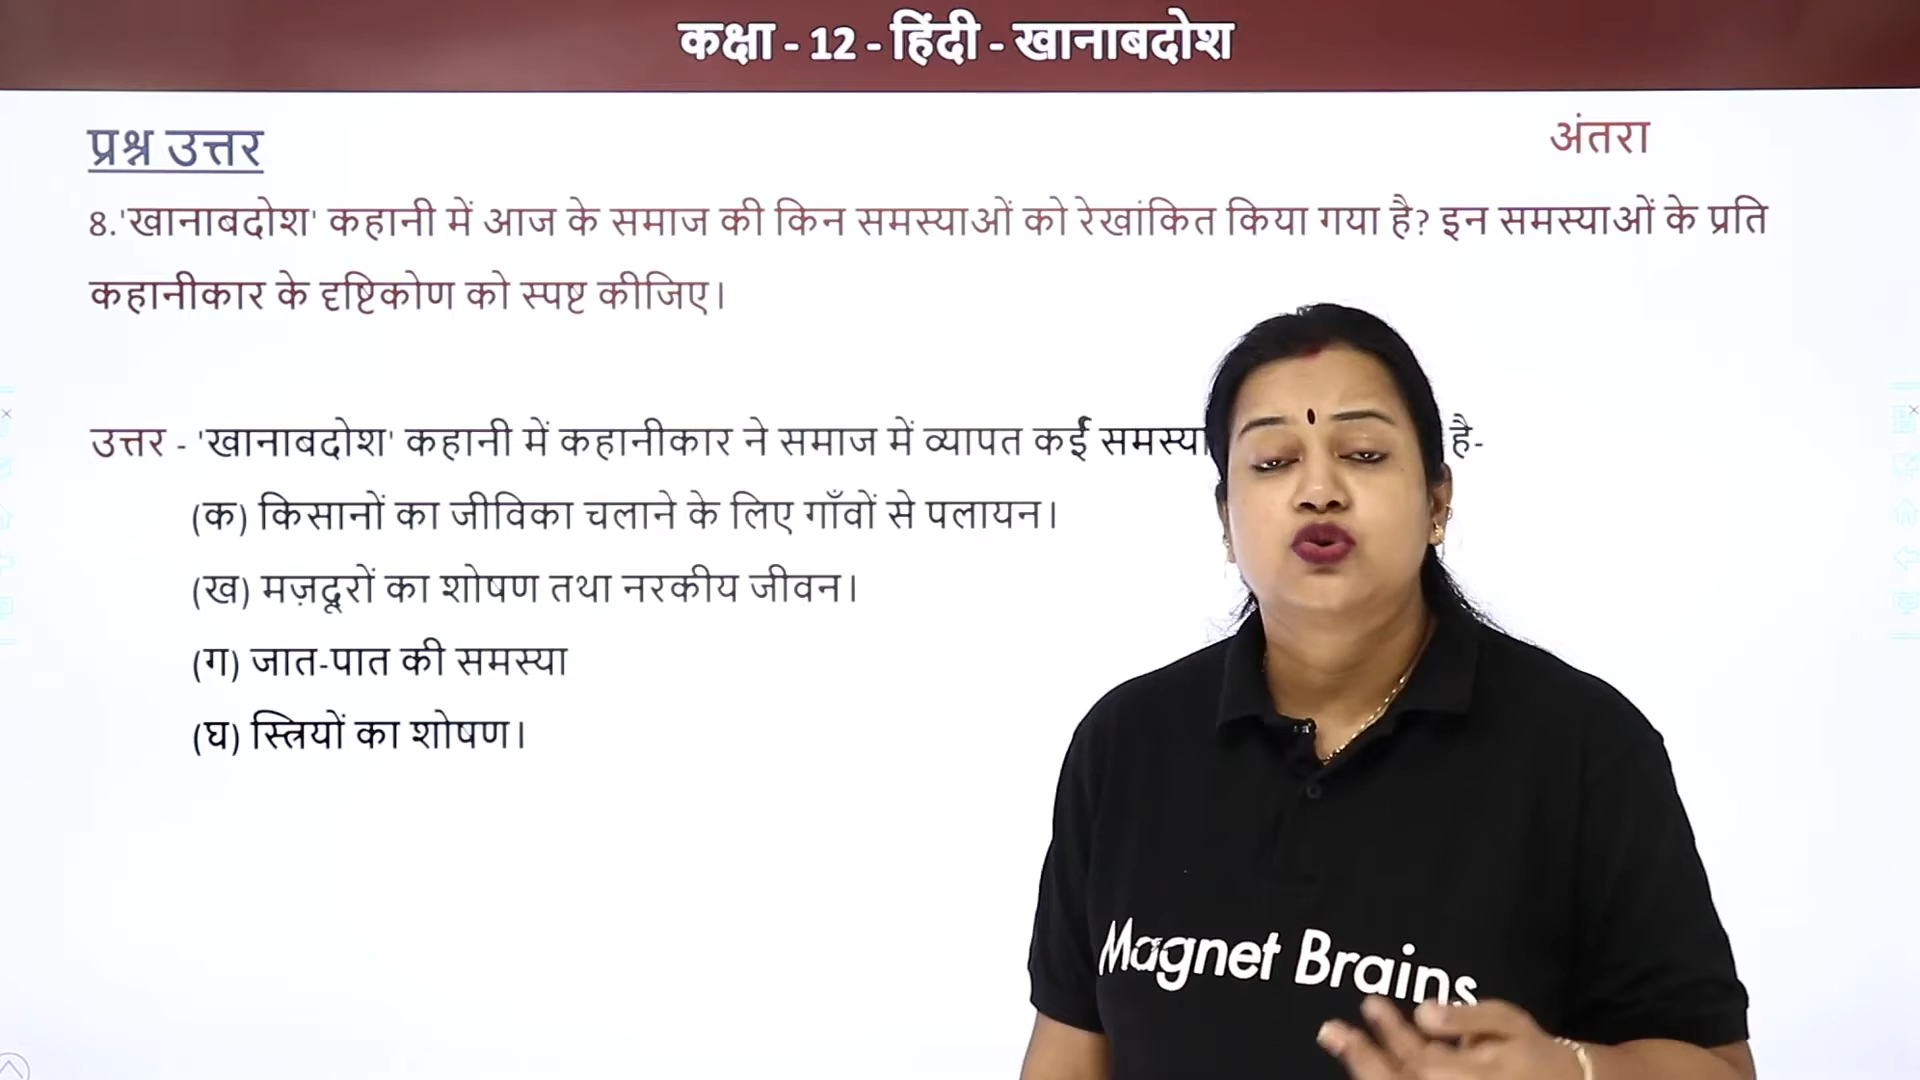 कक्षा - 12 - हिंदी - खानाबदोश
प्रश्न उत्तर
अंतरा
8.'खानाबदोश' कहानी में आज के समाज की किन समस्याओं को रेखांकित किया गया है? इन समस्याओं के प्रति
कहानीकार के दृष्टिकोण को स्पष्ट कीजिए।
उत्तर - 'खानाबदोश' कहानी में कहानीकार ने समाज में व्यापत कईं है-
(क) किसानों का जीविका चलाने के लिए गाँवों से पलायन।
(ख) मज़दूरों का शोषण तथा नरकीय जीवन।
(ग) जात-पात की समस्या
(घ) स्त्रियों का शोषण।
Magnet Brains